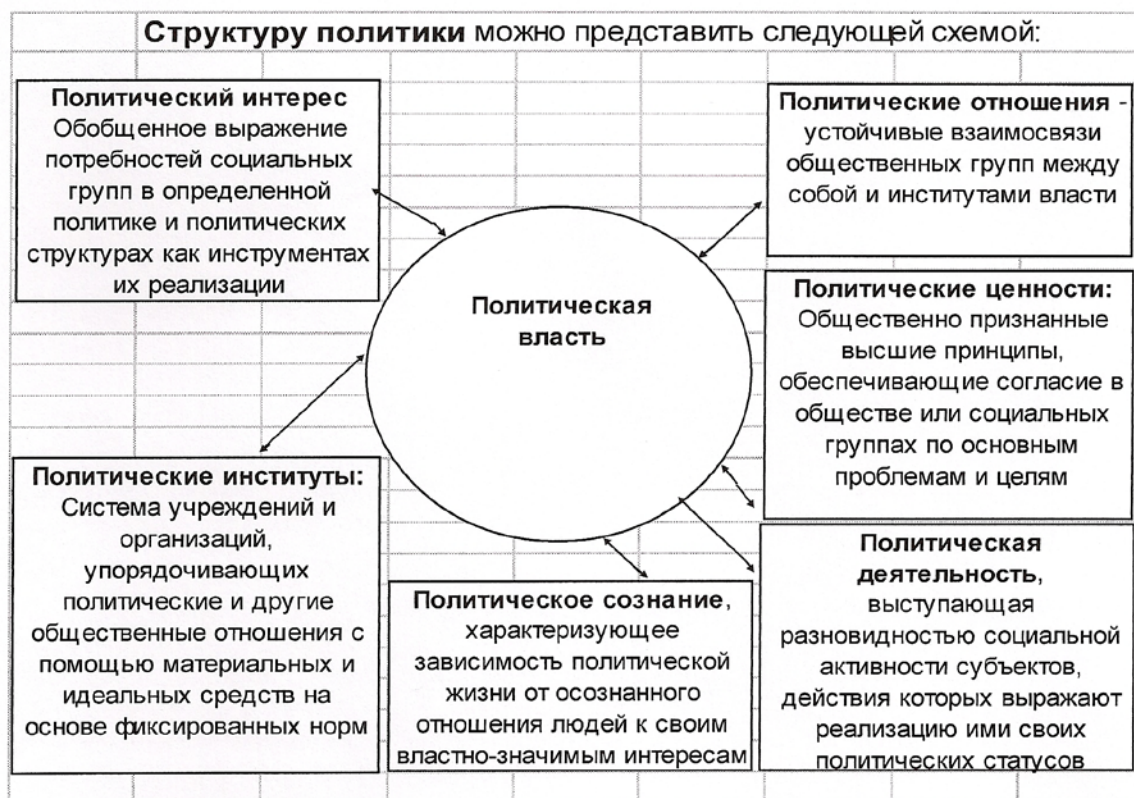 Структуру политики можно представить следующей схемой:
Политический интерес
Обобщенное выражение
потребностей социальных
групп в определенной
политике и политических
структурах как инструментах
их реализации
Политические отношения -
устойчивые взаимосвязи
общественных групп между
собой и институтами власти
Политическая
власть
Политические ценности:
Общественно признанные
высшие принципы,
обеспечивающие согласие в
обществе или социальных
группах по основным
проблемам и целям
Политические институты:
Система учреждений и
организаций,
упорядочивающих
политические и другие
общественные отношения с
помощью материальных и
идеальных средств на
основе фиксированных норм
Политическое сознание,
характеризующее
зависимость политической
жизни от осознанного
отношения людей к своим
властно-значимым интересам
Политическая
деятельность,
выступающая
разновидностью социальной
активности субъектов,
действия которых выражают
реализацию ими своих
политических статусов